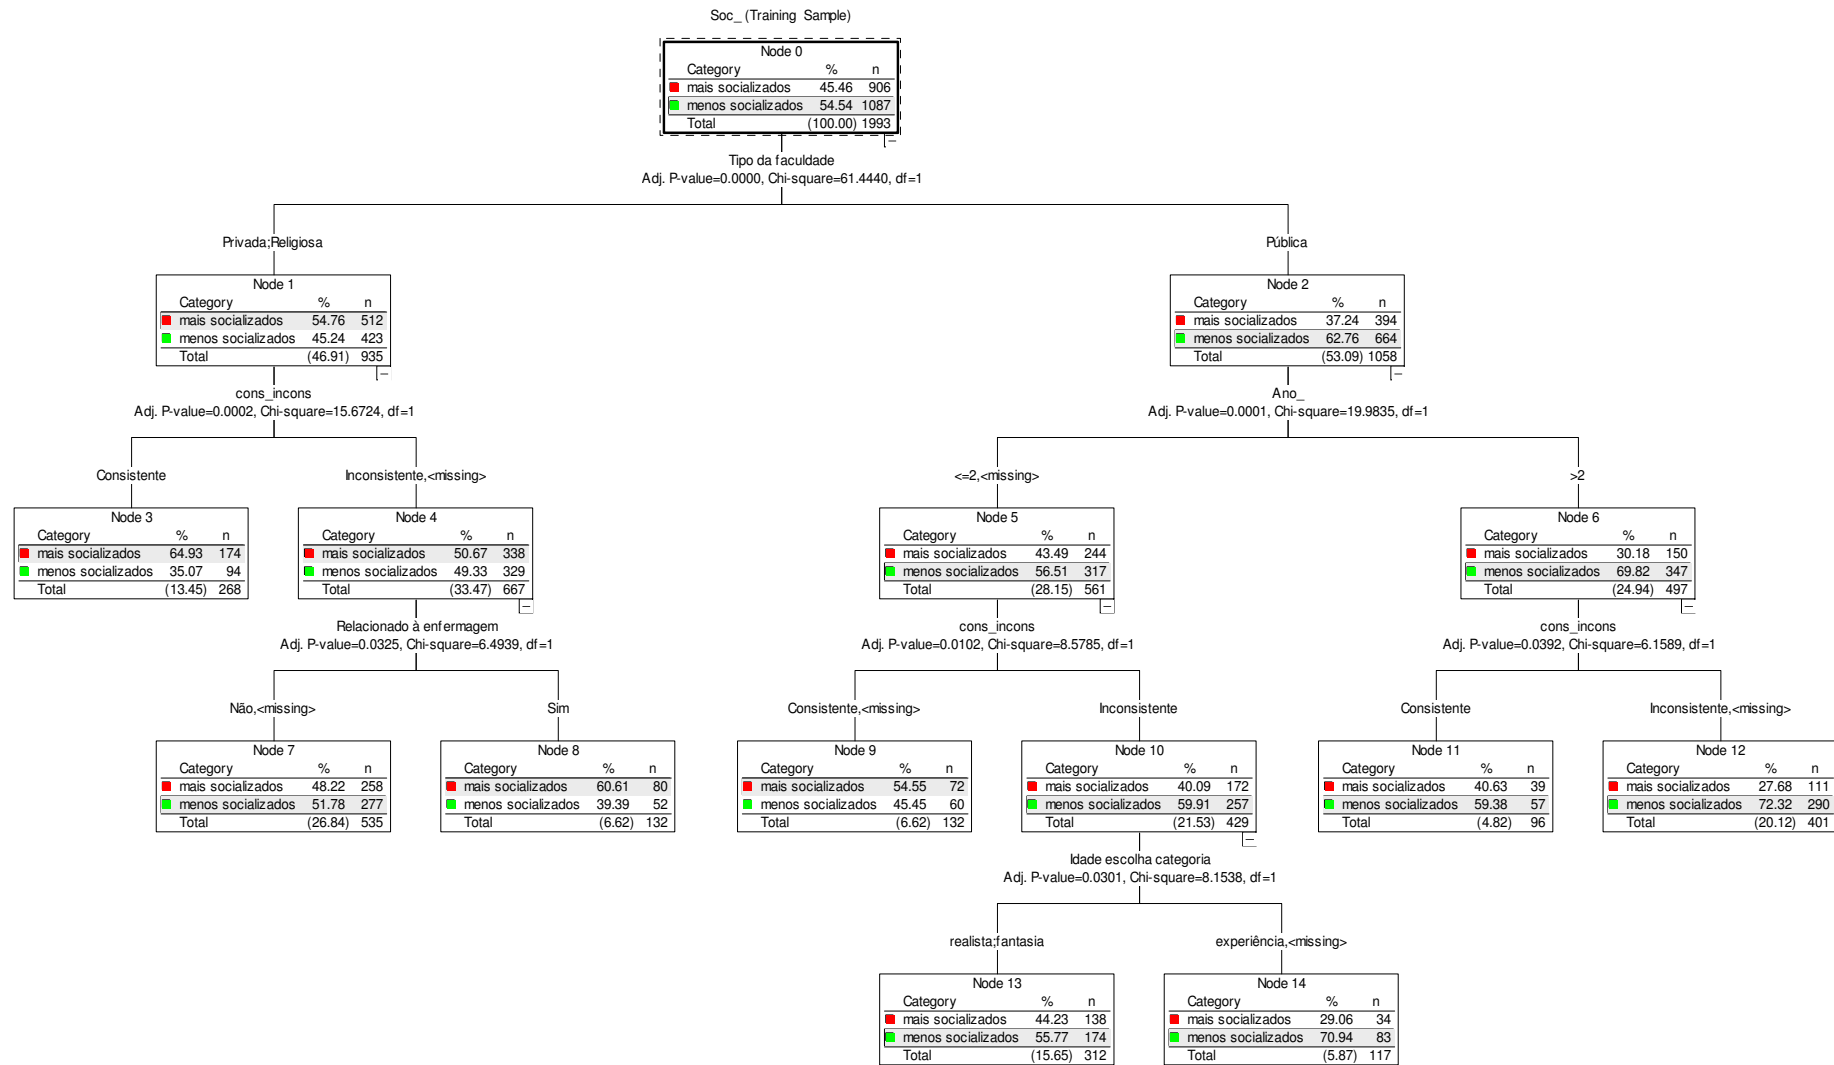 Soc_ (Training Sample)
Node 0
Category % n
mais socializados 45.46 906
menos socializados 54.54 1087
Total (100.00) 1993
Tipo da faculdade
Adj. P-value=0.0000, Chi-square=61.4440, df=1
Privada;Religiosa
Pública
Node 1
Category % n
mais socializados 54.76 512
menos socializados 45.24 423
Total (46.91) 935
Node 2
Category % n
mais socializados 37.24 394
menos socializados 62.76 664
Total (53.09) 1058
cons_incons
Adj. P-value=0.0002, Chi-square=15.6724, df=1
Ano_
Adj. P-value=0.0001, Chi-square=19.9835, df=1
Consistente
Inconsistente,<missing>
<=2,<missing>
>2
Node 3
Category % n
mais socializados 64.93 174
menos socializados 35.07 94
Total (13.45) 268
Node 4
Category % n
mais socializados 50.67 338
menos socializados 49.33 329
Total (33.47) 667
Node 5
Category % n
mais socializados 43.49 244
menos socializados 56.51 317
Total (28.15) 561
Node 6
Category % n
mais socializados 30.18 150
menos socializados 69.82 347
Total (24.94) 497
Relacionado à enfermagem
Adj. P-value=0.0325, Chi-square=6.4939, df=1
cons_incons
Adj. P-value=0.0102, Chi-square=8.5785, df=1
cons_incons
Adj. P-value=0.0392, Chi-square=6.1589, df=1
Não,<missing>
Sim
Consistente,<missing>
Inconsistente
Consistente
Inconsistente,<missing>
Node 7
Category % n
mais socializados 48.22 258
menos socializados 51.78 277
Total (26.84) 535
Node 8
Category % n
mais socializados 60.61 80
menos socializados 39.39 52
Total (6.62) 132
Node 9
Category % n
mais socializados 54.55 72
menos socializados 45.45 60
Total (6.62) 132
Node 10
Category % n
mais socializados 40.09 172
menos socializados 59.91 257
Total (21.53) 429
Node 11
Category % n
mais socializados 40.63 39
menos socializados 59.38 57
Total (4.82) 96
Node 12
Category % n
mais socializados 27.68 111
menos socializados 72.32 290
Total (20.12) 401
Idade escolha categoria
Adj. P-value=0.0301, Chi-square=8.1538, df=1
realista;fantasia
experiência,<missing>
Node 13
Category % n
mais socializados 44.23 138
menos socializados 55.77 174
Total (15.65) 312
Node 14
Category % n
mais socializados 29.06 34
menos socializados 70.94 83
Total (5.87) 117